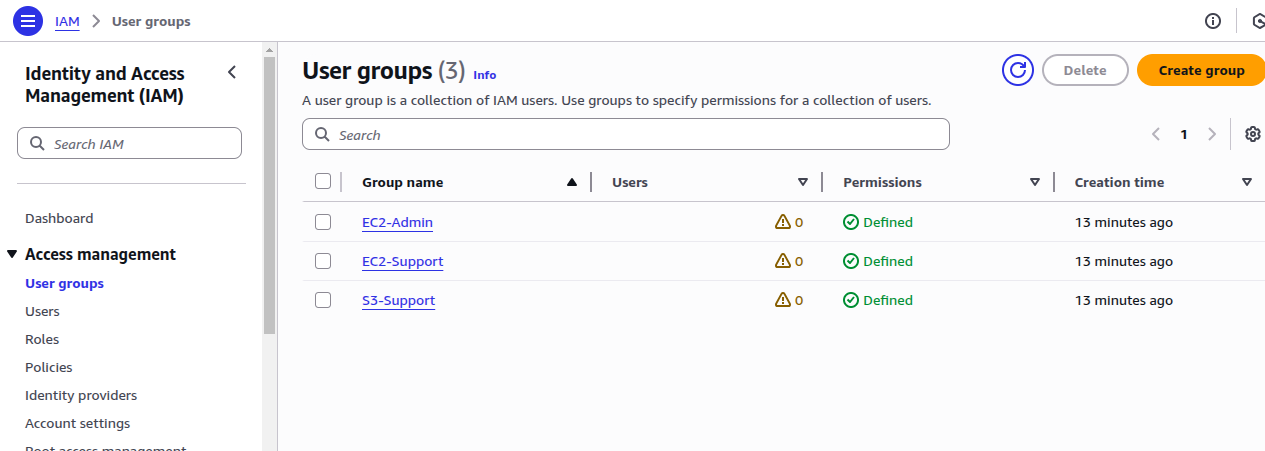 IAM > User groups
Identity and Access
Management (IAM)
Search IAM
Dashboard
Access management
User groups
Users
Roles
Policies
Identity providers
Account settings
Root access management
User groups (3) Info
Delete
Create group
A user group is a collection of IAM users. Use groups to specify permissions for a collection of users.
Search
1
Group name Users Permissions Creation time
EC2-Admin 0 Defined 13 minutes ago
EC2-Support 0 Defined 13 minutes ago
S3-Support 0 Defined 13 minutes ago